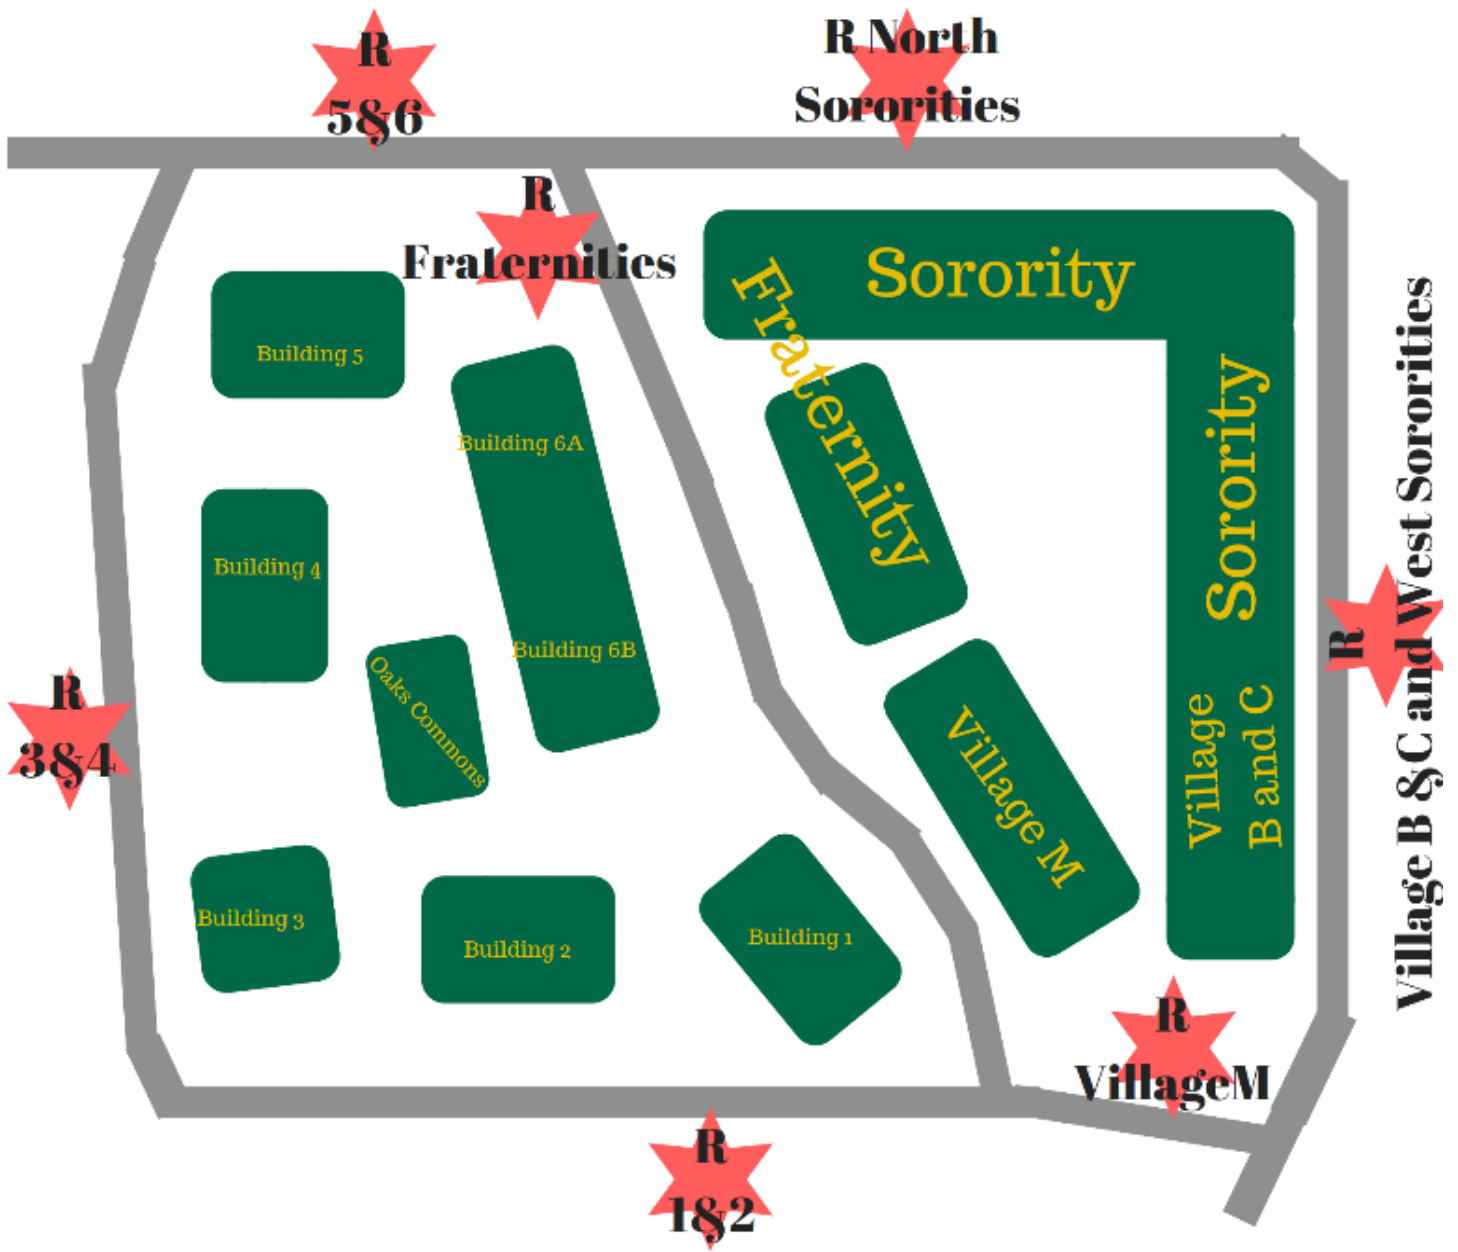 R
5&6
R North
Sororities
R
Fraternities
Sorority
Fraternity
Building 5
Building 6A
Sorority
Building 4
Building 6B
Oaks Commons
R
3&4
R
Village B &C and West Sororities
Village M
Village
B and C
Building 3
Building 2
Building 1
R
VillageM
R
1&2